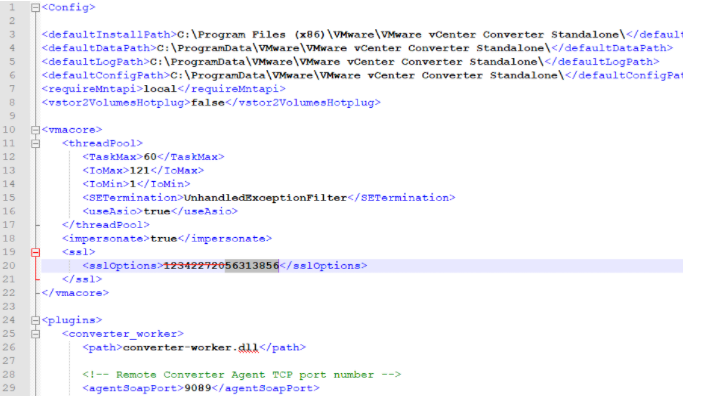 1 <Config>
2
3 <defaultInstallPath>C:\Program Files (x86)\VMware\VMware vCenter Converter Standalone\</default
4 <defaultDataPath>C:\ProgramData\VMware\VMware vCenter Converter Standalone\</defaultDataPath>
5 <defaultLogPath>C:\ProgramData\VMware\VMware vCenter Converter Standalone\</defaultLogPath>
6 <defaultConfigPath>C:\ProgramData\VMware\VMware vCenter Converter Standalone\</defaultConfigPat
7 <requireMntapi>local</requireMntapi>
8 <vstor2VolumesHotplug>false</vstor2VolumesHotplug>
9
10 <vmacore>
11 <threadPool>
12 <TaskMax>60</TaskMax>
13 <IoMax>121</IoMax>
14 <IoMin>1</IoMin>
15 <SETermination>UnhandledExceptionFilter</SETermination>
16 <useAsio>true</useAsio>
17 </threadPool>
18 <impersonate>true</impersonate>
19 <ssl>
20 <sslOptions>12342272056313856</sslOptions>
21 </ssl>
22 </vmacore>
23
24 <plugins>
25 <converter_worker>
26 <path>converter-worker.dll</path>
27
28 <!-- Remote Converter Agent TCP port number -->
29 <agentSoapPort>9089</agentSoapPort>